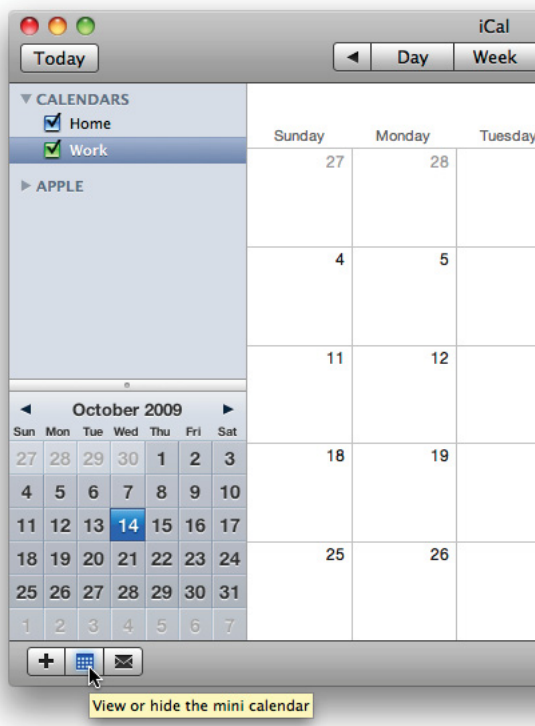 iCal
Today
◀ Day Week
▼ CALENDARS
Home
Work
▶ APPLE
Sunday Monday Tuesday
27 28
4 5
11 12
18 19
25 26
◀ October 2009 ▶
Sun Mon Tue Wed Thu Fri Sat
27 28 29 30 1 2 3
4 5 6 7 8 9 10
11 12 13 14 15 16 17
18 19 20 21 22 23 24
25 26 27 28 29 30 31
1 2 3 4 5 6 7
+
View or hide the mini calendar